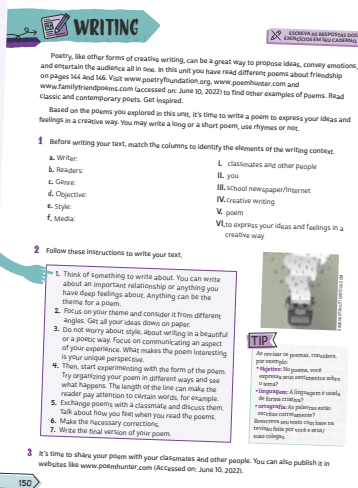 WRITING
ESCREVA AS RESPOSTAS DOS
EXERCÍCIOS EM SEU CADERNO.
Poetry, like other forms of creative writing, can be a great way to propose ideas, convey emotions,
and entertain the audience all in one. In this unit you have read different poems about friendship
on pages 144 and 146. Visit www.poetryfoundation.org, www.poemhunter.com and
www.familyfriendpoems.com (accessed on: June 10, 2022) to find other examples of poems. Read
classic and contemporary poets. Get inspired.
Based on the poems you explored in this unit, it's time to write a poem to express your ideas and
feelings in a creative way. You may write a long or a short poem, use rhymes or not.
1 Before writing your text, match the columns to identify the elements of the writing context.
a. Writer:
b. Readers:
c. Genre:
d. Objective:
e. Style:
f. Media:
I. classmates and other people
II. you
III. school newspaper/Internet
IV. creative writing
V. poem
VI. to express your ideas and feelings in a
creative way
2 Follow these instructions to write your text.
1. Think of something to write about. You can write
about an important relationship or anything you
have deep feelings about. Anything can be the
theme for a poem.
2. Focus on your theme and consider it from different
angles. Get all your ideas down on paper.
3. Do not worry about style, about writing in a beautiful
or a poetic way. Focus on communicating an aspect
of your experience. What makes the poem interesting
is your unique perspective.
4. Then, start experimenting with the form of the poem.
Try organizing your poem in different ways and see
what happens. The length of the line can make the
reader pay attention to certain words, for example.
5. Exchange poems with a classmate and discuss them.
Talk about how you feel when you read the poems.
6. Make the necessary corrections.
7. Write the final version of your poem.
TIP
Ao revisar os poemas, considere,
por exemplo:
• objetivo: No poema, você
expressa seus sentimentos sobre
o tema?
• linguagem: A linguagem é usada
de forma criativa?
• ortografia: As palavras estão
escritas corretamente?
Reescreva seu texto com base na
revisão feita por você e seus/
suas colegas.
3 It's time to share your poem with your classmates and other people. You can also publish it in
websites like www.poemhunter.com (Accessed on: June 10, 2022).
150